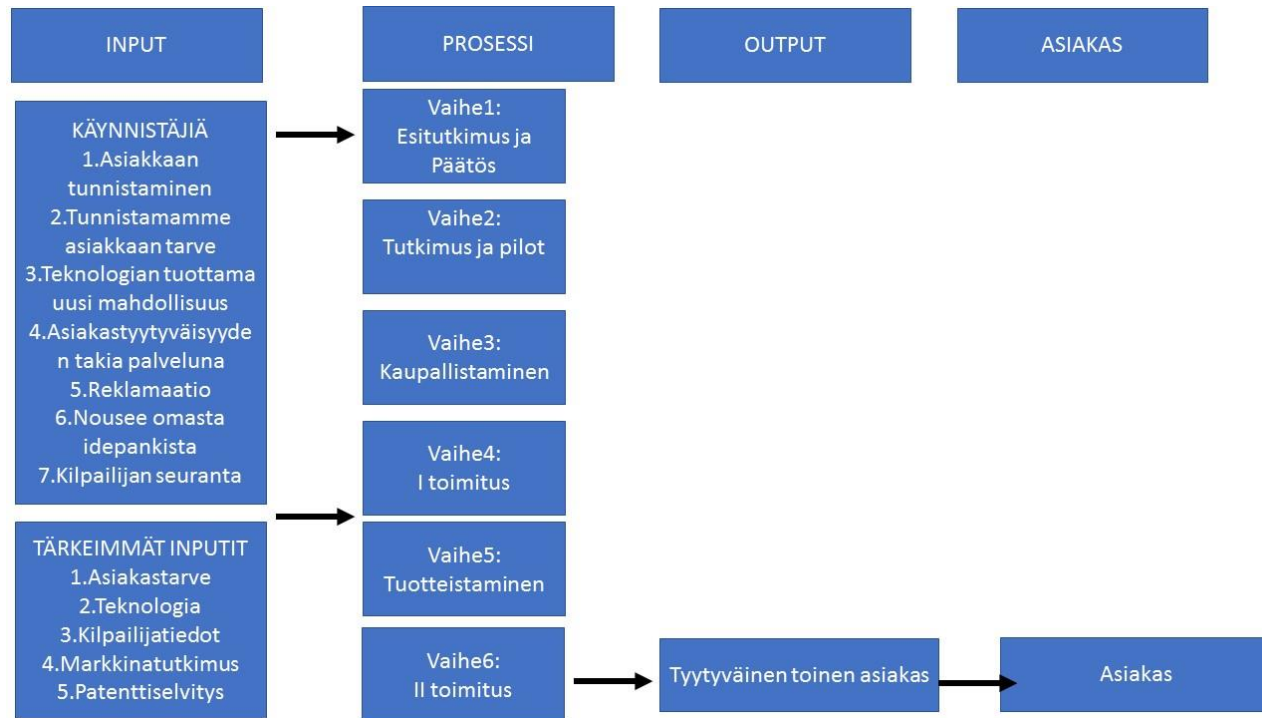 INPUT
PROSESSI
OUTPUT
ASIAKAS
KÄYNNISTÄJIÄ
1.Asiakkaan
tunnistaminen
2.Tunnistamamme
asiakkaan tarve
3.Teknologian tuottama
uusi mahdollisuus
4.Asiakastyytyväisyyde
n takia palveluna
5.Reklamaatio
6.Nousee omasta
idepankista
7.Kilpailijan seuranta
TÄRKEIMMÄT INPUTIT
1.Asiakastarve
2.Teknologia
3.Kilpailijatiedot
4.Markkinatutkimus
5.Patenttiselvitys
Vaihe1:
Esitutkimus ja
Päätös
Vaihe2:
Tutkimus ja pilot
Vaihe3:
Kaupallistaminen
Vaihe4:
I toimitus
Vaihe5:
Tuotteistaminen
Vaihe6:
II toimitus
Tyytyväinen toinen asiakas
Asiakas